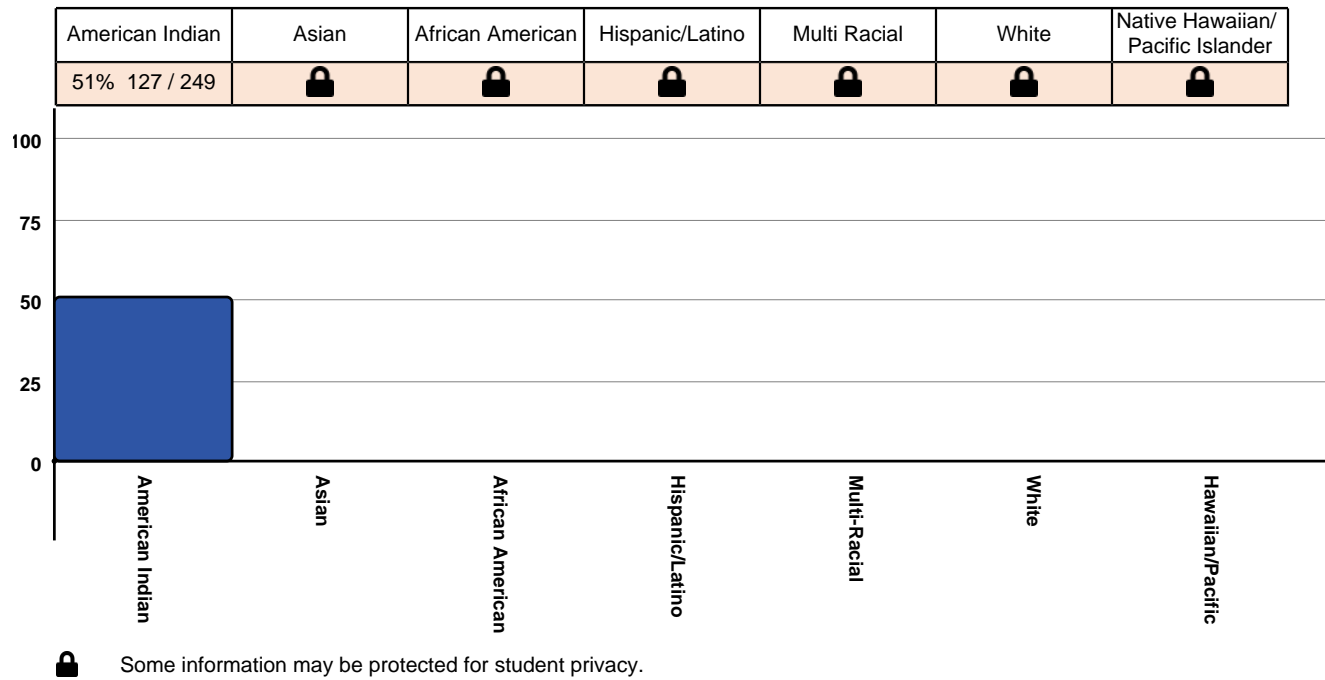 American Indian Asian African American Hispanic/Latino Multi Racial White Native Hawaiian/
Pacific Islander
51% 127 / 249
100
75
50
25
0
American Indian
Asian
African American
Hispanic/Latino
Multi-Racial
White
Hawaiian/Pacific
Some information may be protected for student privacy.